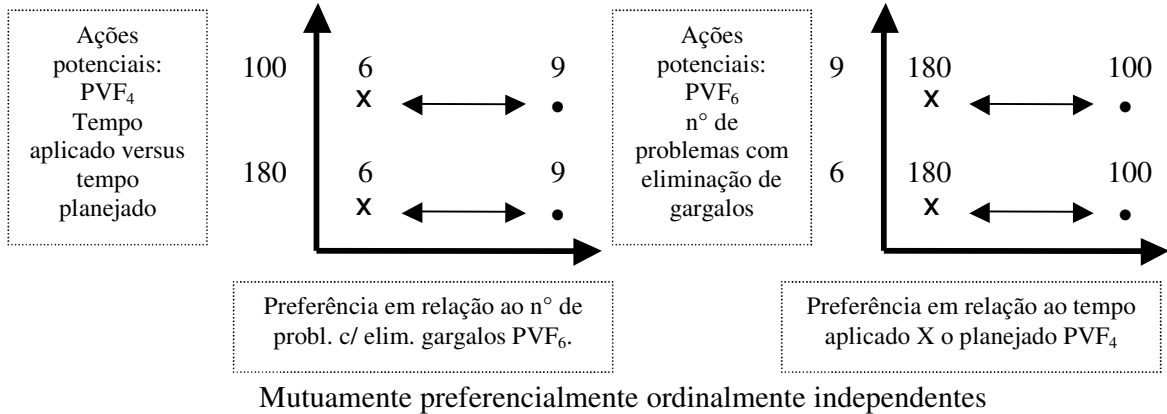 Ações
potenciais:
PVF₄
Tempo
aplicado versus
tempo
planejado
100 6 9
X •
180 6 9
X •
Preferência em relação ao n° de
probl. c/ elim. gargalos PVF₆.
Ações
potenciais:
PVF₆
n° de
problemas com
eliminação de
gargalos
9 180 100
X •
6 180 100
X •
Preferência em relação ao tempo
aplicado X o planejado PVF₄
Mutuamente preferencialmente ordinalmente independentes